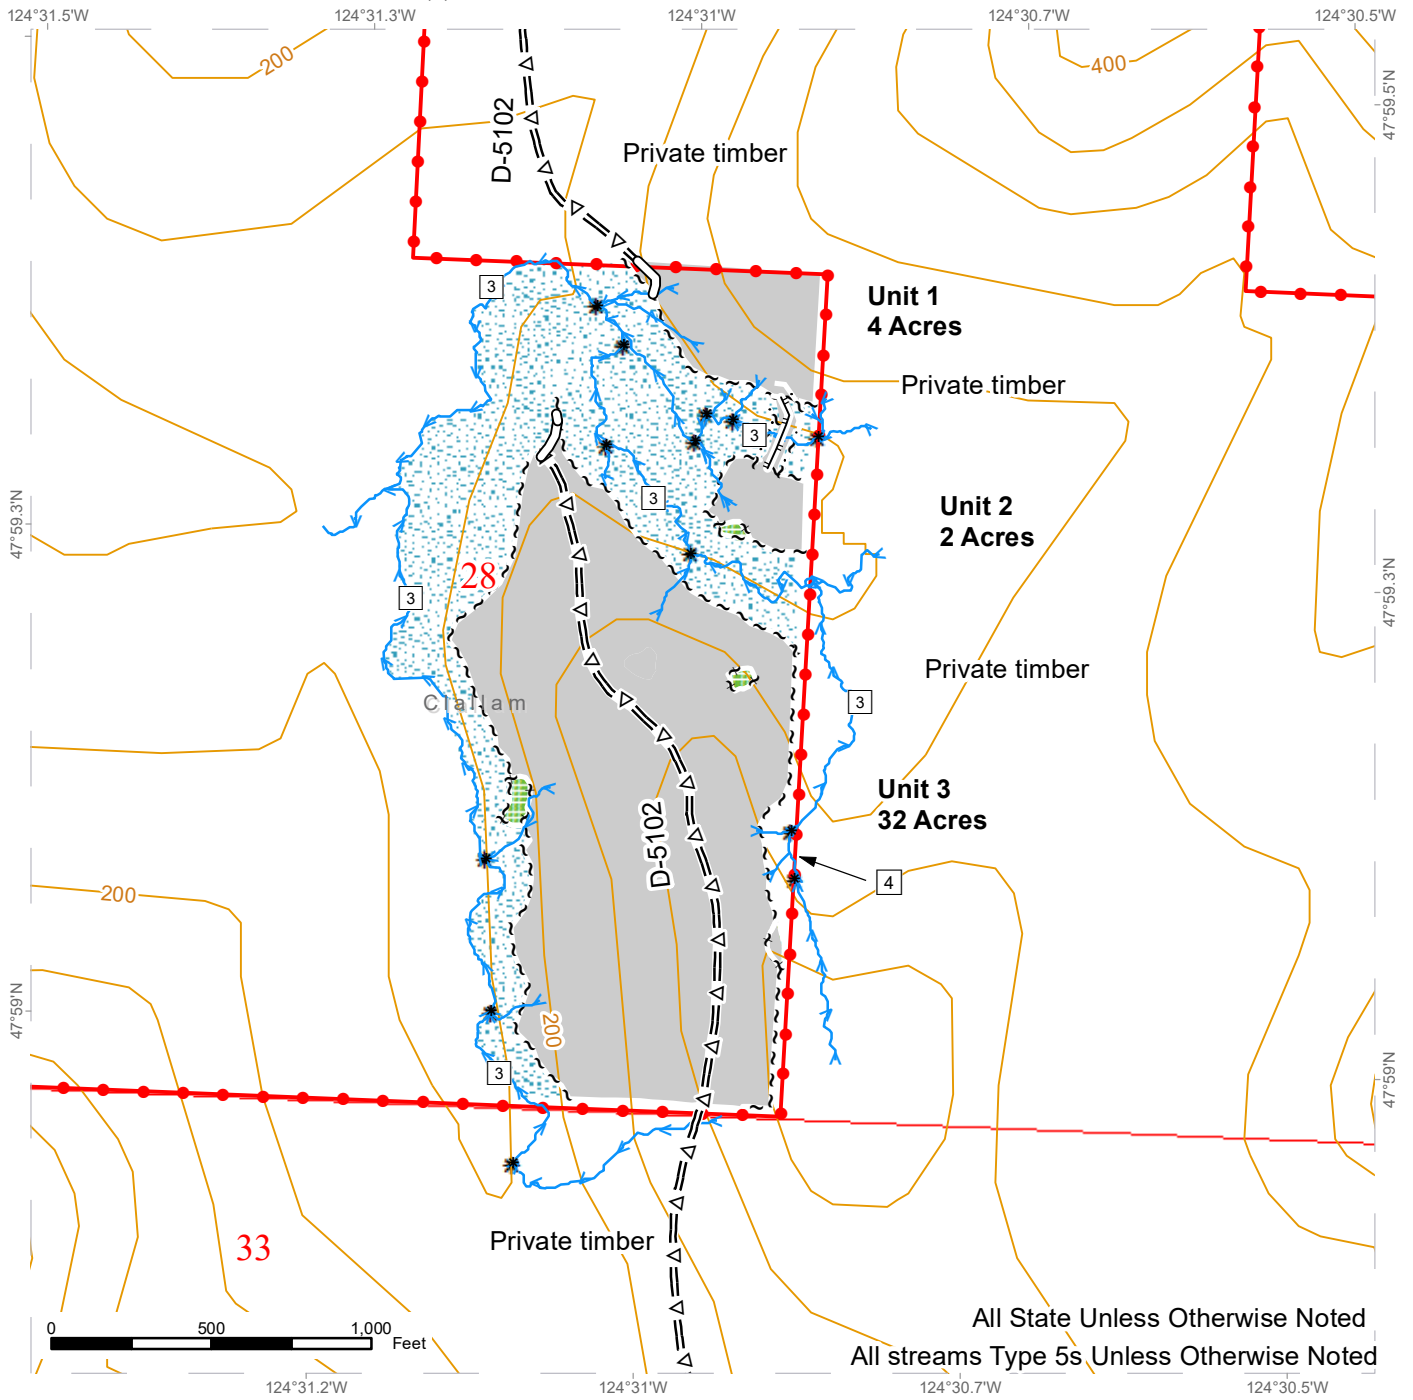 124°31.5'W 124°31.3'W 124°31'W 124°30.7'W 124°30.5'W
200
400
47°59.5'N
D-5102
Private timber
3
Unit 1
4 Acres
Private timber
3
3
Unit 2
2 Acres
47°59.3'N
47°59.3'N
28
3
Private timber
Clallam
3
Unit 3
32 Acres
D-5102
4
200
47°59'N
200
3
47°59'N
33
Private timber
0 500 1,000
Feet
All State Unless Otherwise Noted
All streams Type 5s Unless Otherwise Noted
124°31.2'W 124°31'W 124°30.7'W 124°30.5'W